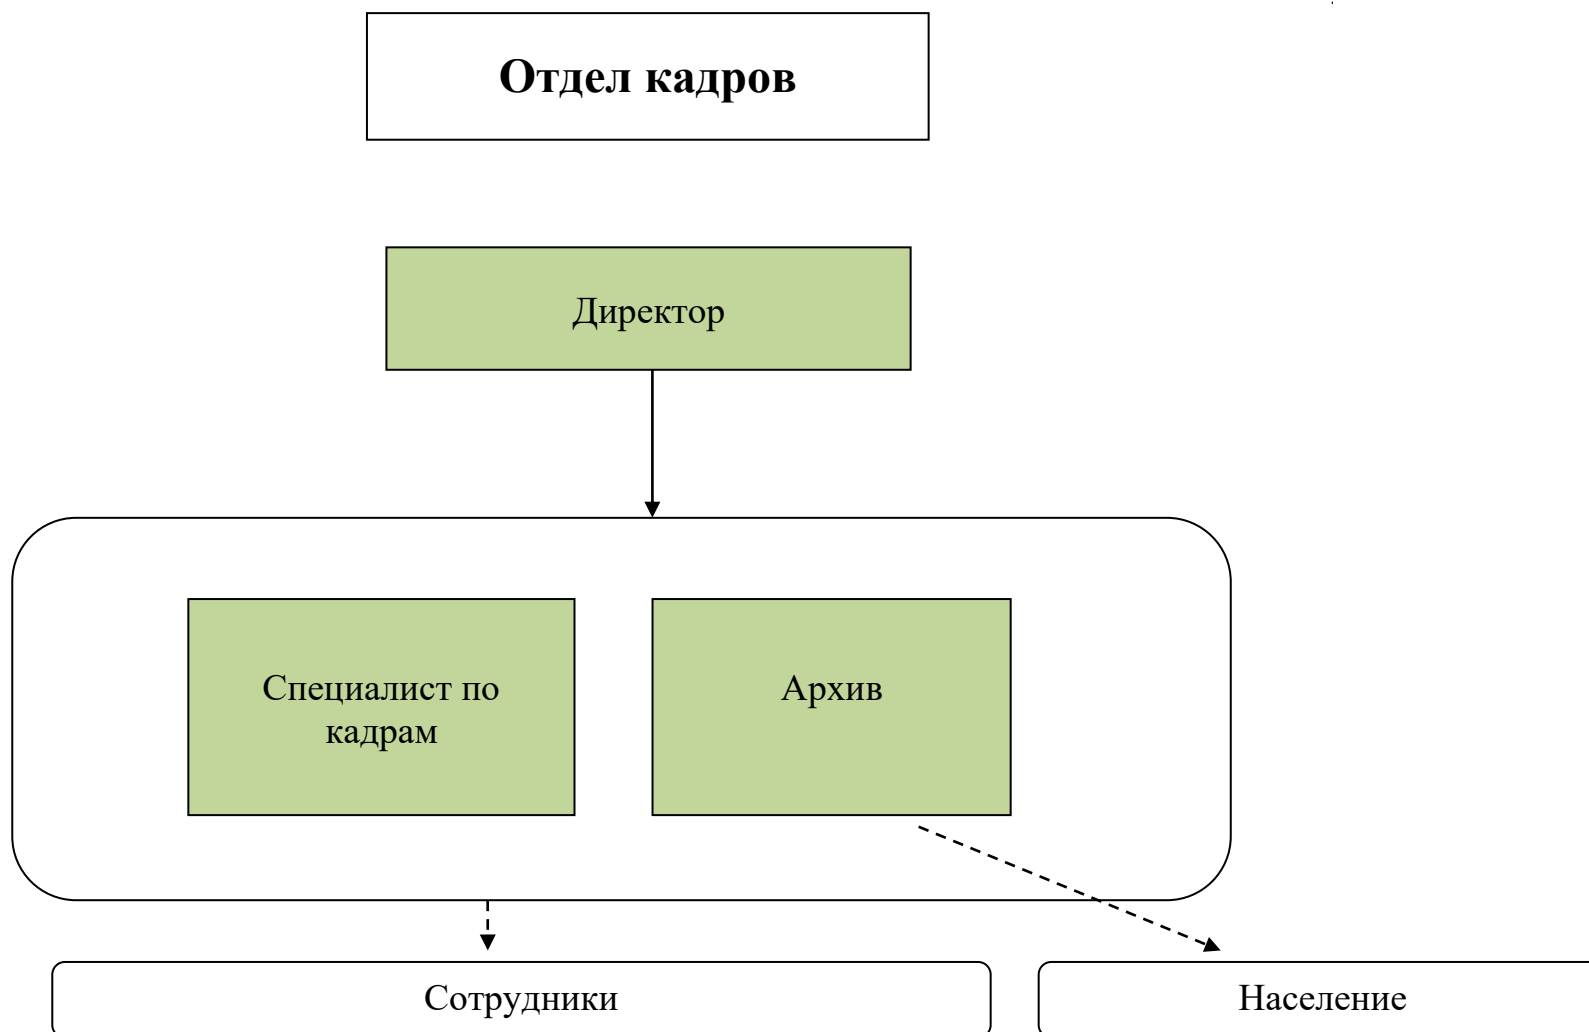 Отдел кадров
Директор
Специалист по
кадрам
Архив
Сотрудники
Население